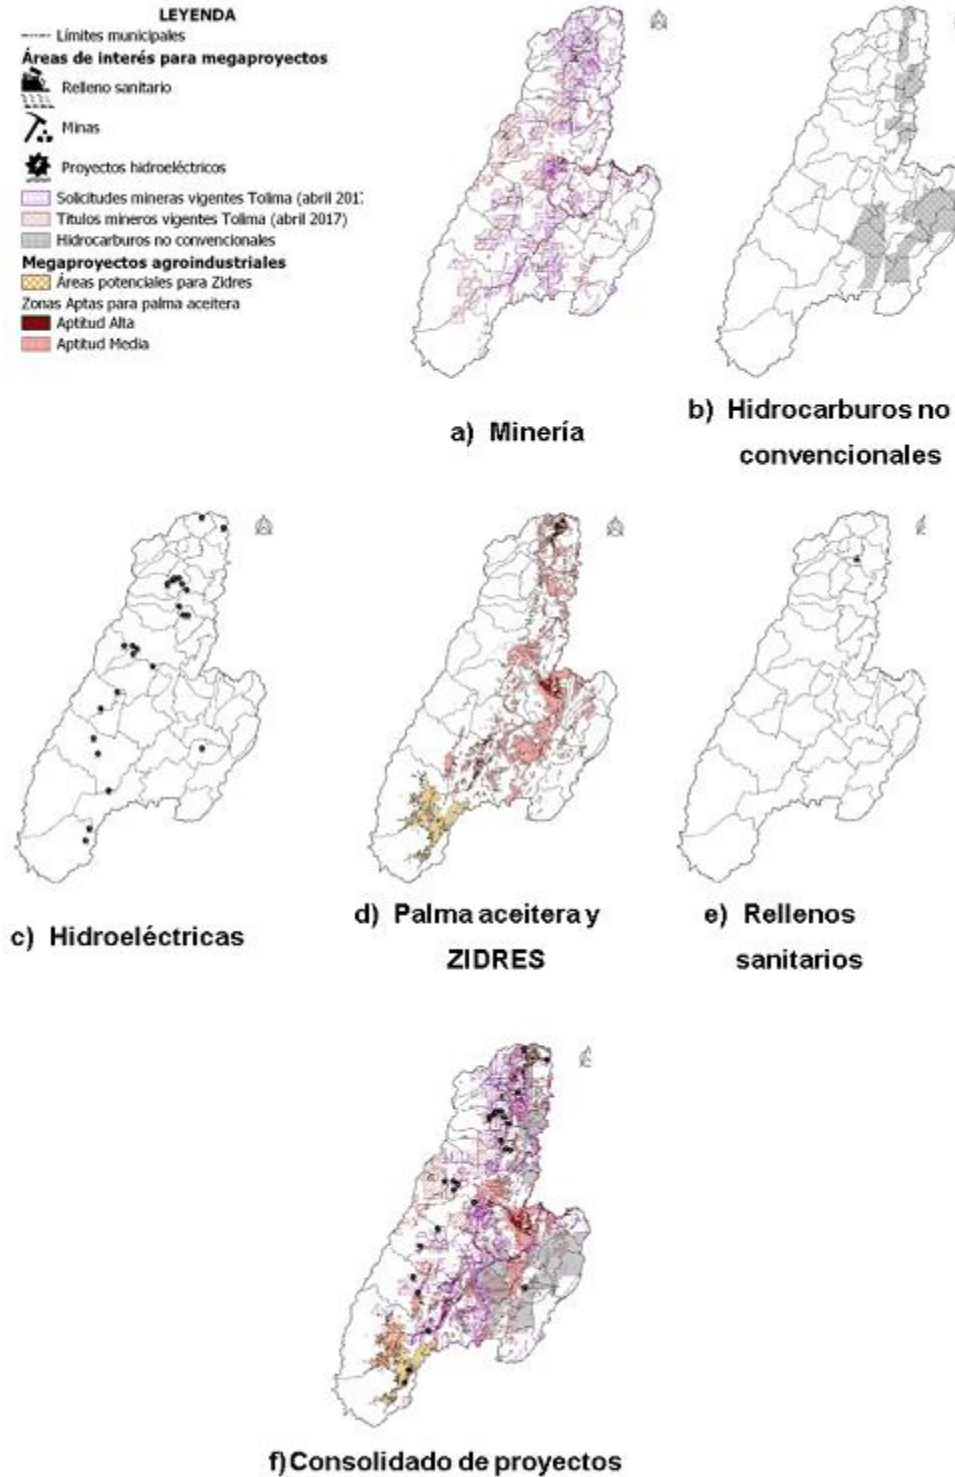 LEYENDA
Límites municipales
Áreas de interés para megaproyectos
Relleno sanitario
Minas
Proyectos hidroeléctricos
Solicitudes mineras vigentes Tolima (abril 201
Titulos mineros vigentes Tolima (abril 2017)
Hidrocarburos no convencionales
Megaproyectos agroindustriales
Áreas potenciales para Zidres
Zonas Aptas para palma aceitera
Aptitud Alta
Aptitud Media
a) Minería
b) Hidrocarburos no
convencionales
c) Hidroeléctricas
d) Palma aceitera y
ZIDRES
e) Rellenos
sanitarios
f)Consolidado de proyectos